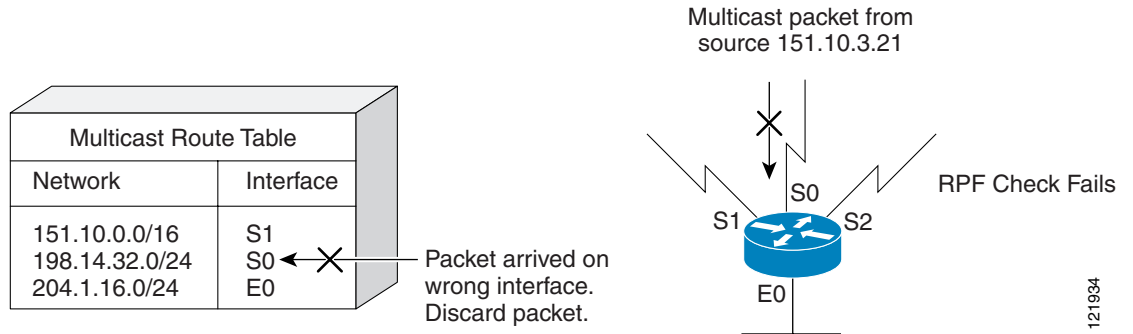 Multicast packet from
source 151.10.3.21
Multicast Route Table
Network Interface
151.10.0.0/16 S1
198.14.32.0/24 S0
204.1.16.0/24 E0
Packet arrived on
wrong interface.
Discard packet.
S0
RPF Check Fails
S1
S2
E0
121934